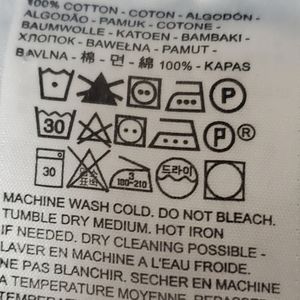 100% COTTON - COTON - ALGODÓN -
ALGODÃO - PAMUK - COTONE -
BAUMWOLLE - KATOEN - BAMBAKI -
ХЛОПОК - BAWEŁNA - PAMUT -
BAVLNA - 棉 - 면 - 綿 100% - KAPAS
P
30 P ®
30 3 180-210 드라이
MACHINE WASH COLD. DO NOT BLEACH.
TUMBLE DRY MEDIUM. HOT IRON
IF NEEDED. DRY CLEANING POSSIBLE -
LAVER EN MACHINE A L'EAU FROIDE.
NE PAS BLANCHIR. SECHER EN MACHINE
A TEMPERATURE MOYENNE.